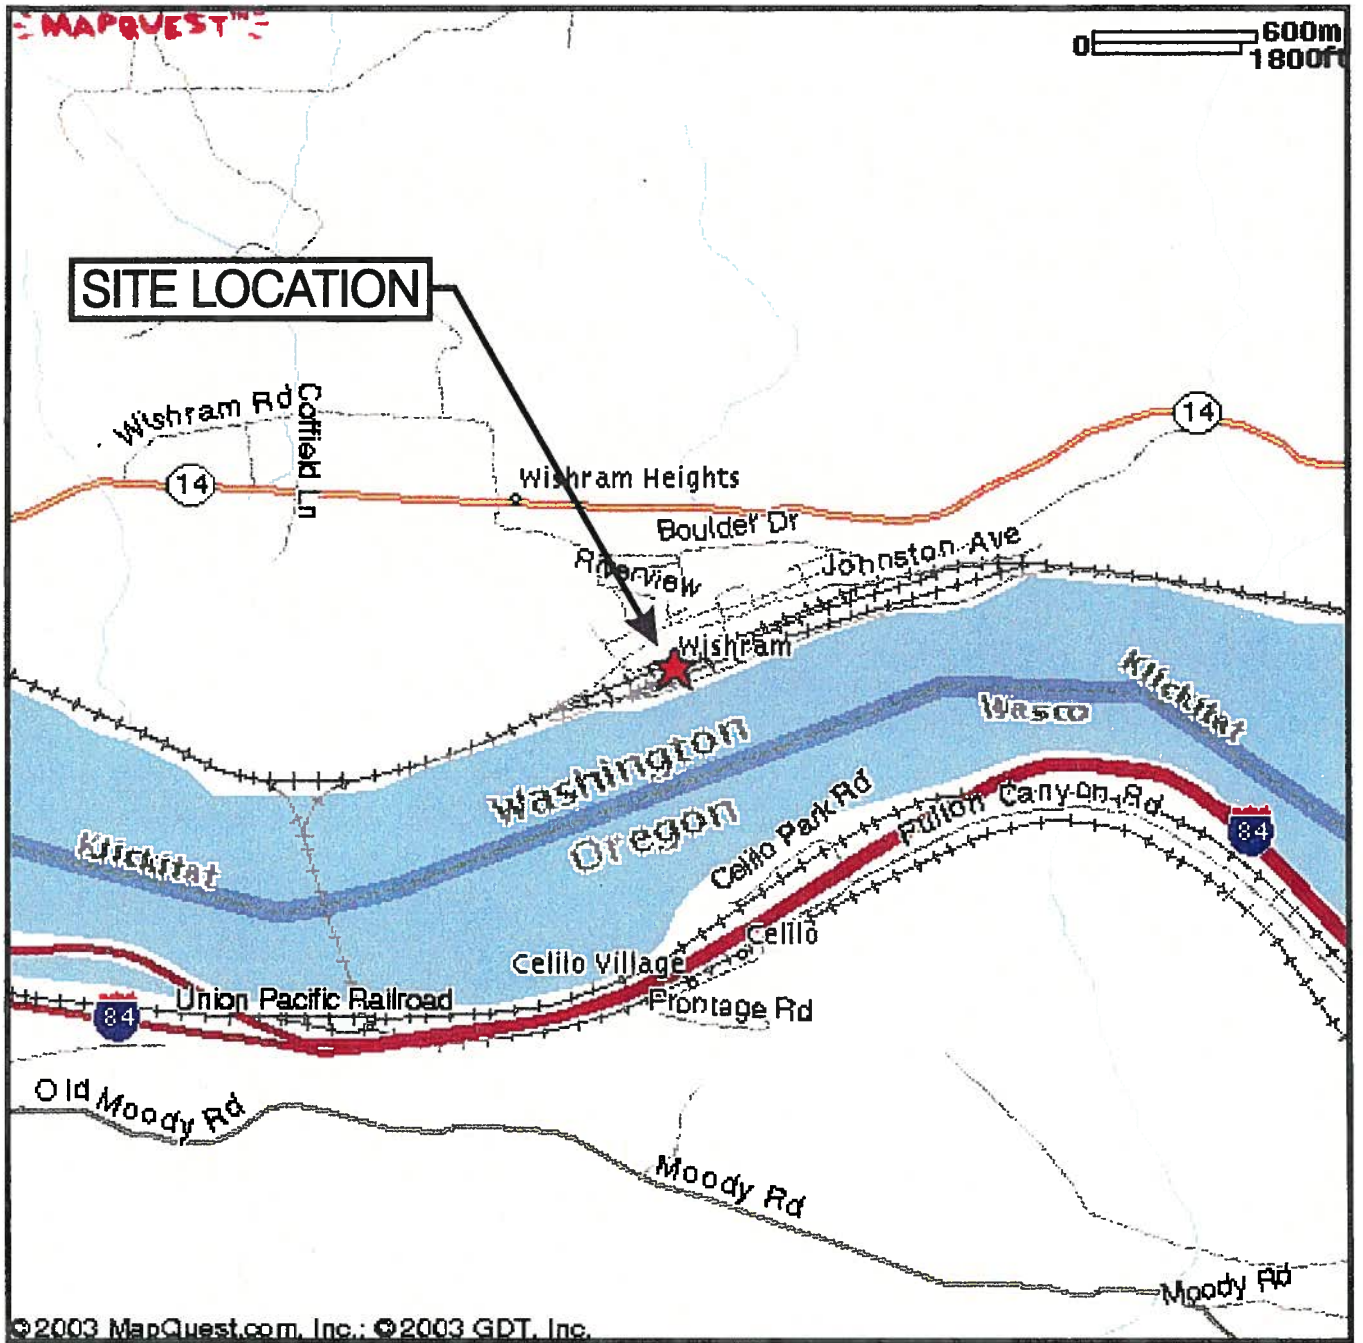 MAPQUEST™
0 600m
1800ft
SITE LOCATION
Wishram Rd
Coffield Ln
14
14
Wishram Heights
Boulder Dr
Riverview
Johnston Ave
Wishram
Klickitat
Wasco
Washington
Oregon
Klickitat
Celilo Park Rd
Fulton Canyon Rd
84
Celilo
Celilo Village
Union Pacific Railroad
84
Frontage Rd
Old Moody Rd
Moody Rd
Moody Rd
©2003 MapQuest.com, Inc.; ©2003 GDT, Inc.